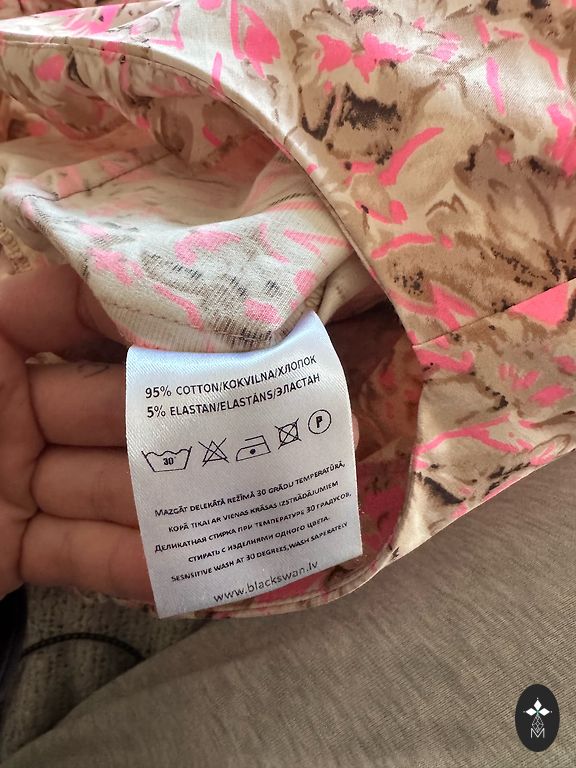 95% COTTON/KOKVILNA/ХЛОПОК
5% ELASTAN/ELASTĀNS/ЭЛАСТАН
30° P
MAZGĀT DELEKĀTĀ REŽĪMĀ 30 GRĀDU TEMPERATŪRĀ,
KOPĀ TIKAI AR VIENAS KRĀSAS IZSTRĀDĀJUMIEM
ДЕЛИКАТНАЯ СТИРКА ПРИ ТЕМПЕРАТУРЕ 30 ГРАДУСОВ,
СТИРАТЬ С ИЗДЕЛИЯМИ ОДНОГО ЦВЕТА.
SESNSITIVE WASH AT 30 DEGREES, WASH SAPERATELY
www.blackswan.lv
M